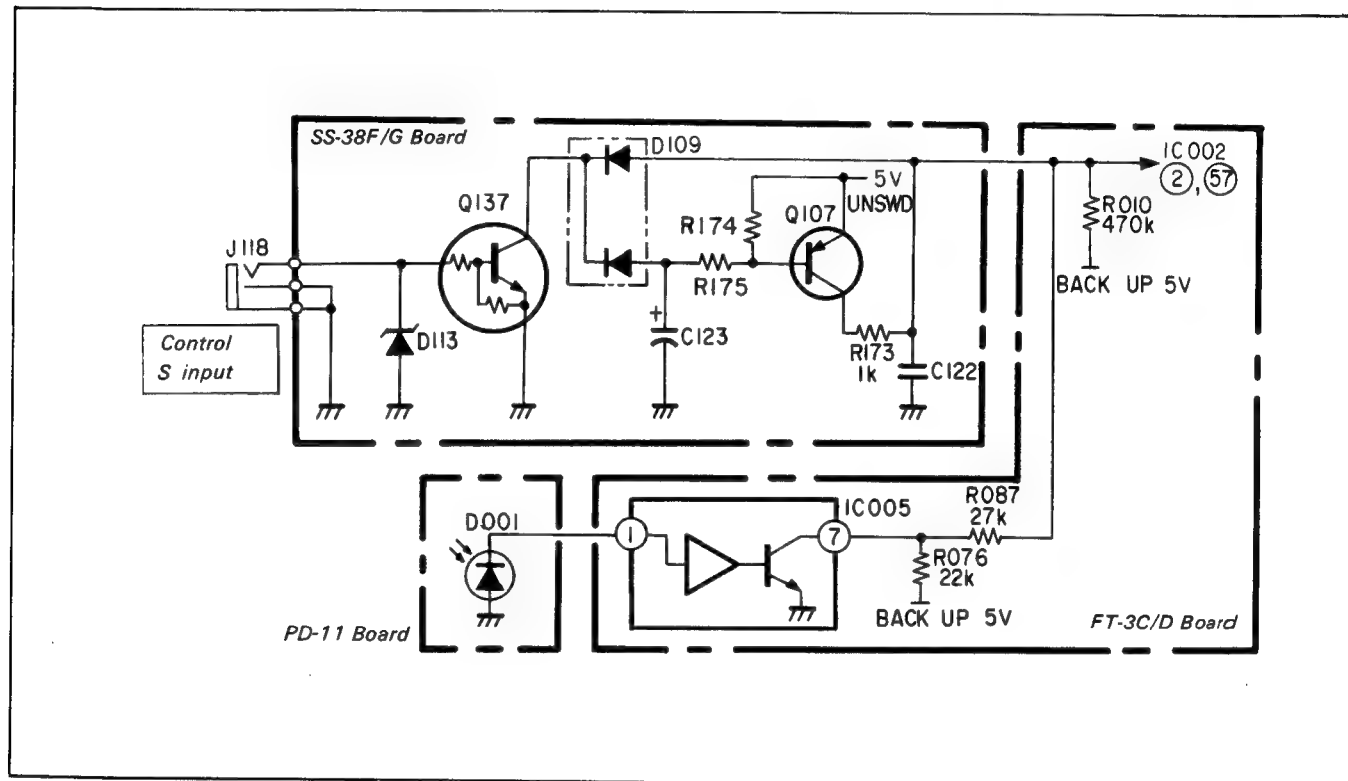 SS-38F/G Board
D109
IC002
2, 57
Q137
5V
UNSWD
R174
Q107
R010
470k
J118
R175
BACK UP 5V
Control
S input
D113
+
C123
R173
1k
C122
D001
1
IC005
7
R087
27k
R076
22k
BACK UP 5V
PD-11 Board
FT-3C/D Board